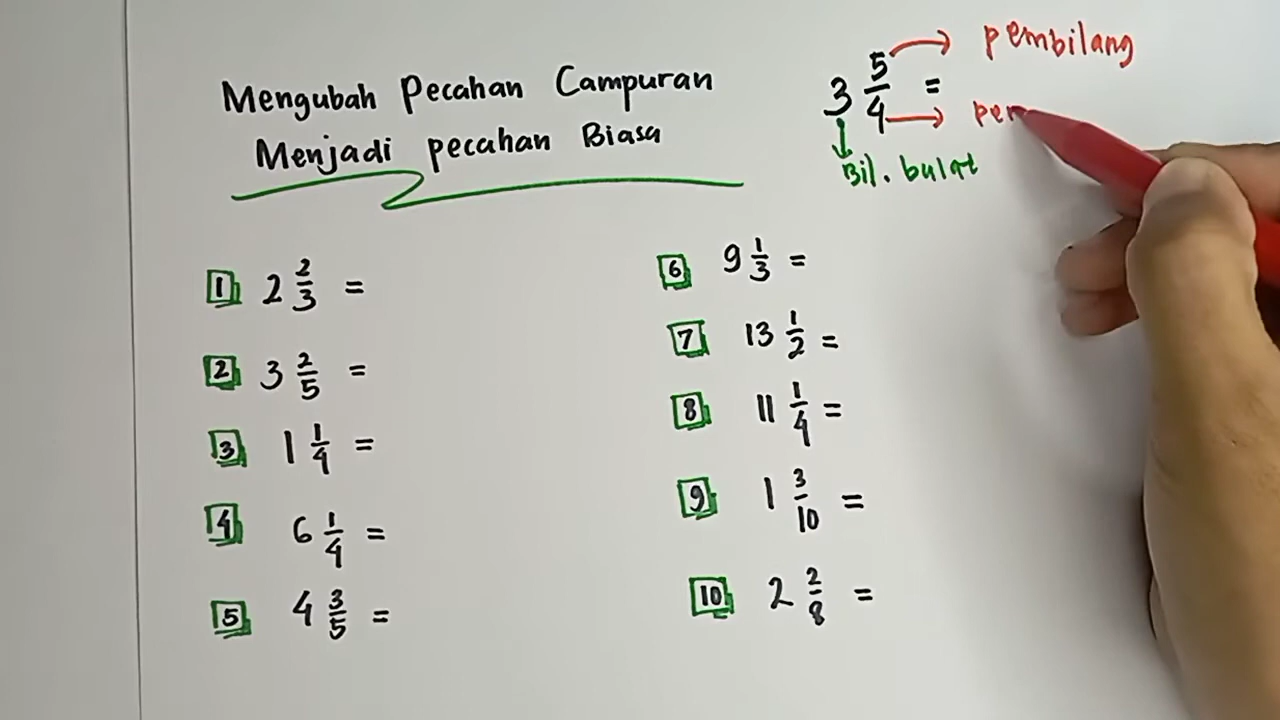 Mengubah Pecahan Campuran
Menjadi pecahan Biasa
3 5/4 =
pembilang
pen
Bil. bulat
1 2 2/3 =
2 3 2/5 =
3 1 1/4 =
4 6 1/4 =
5 4 3/5 =
6 9 1/3 =
7 13 1/2 =
8 11 1/4 =
9 1 3/10 =
10 2 2/8 =